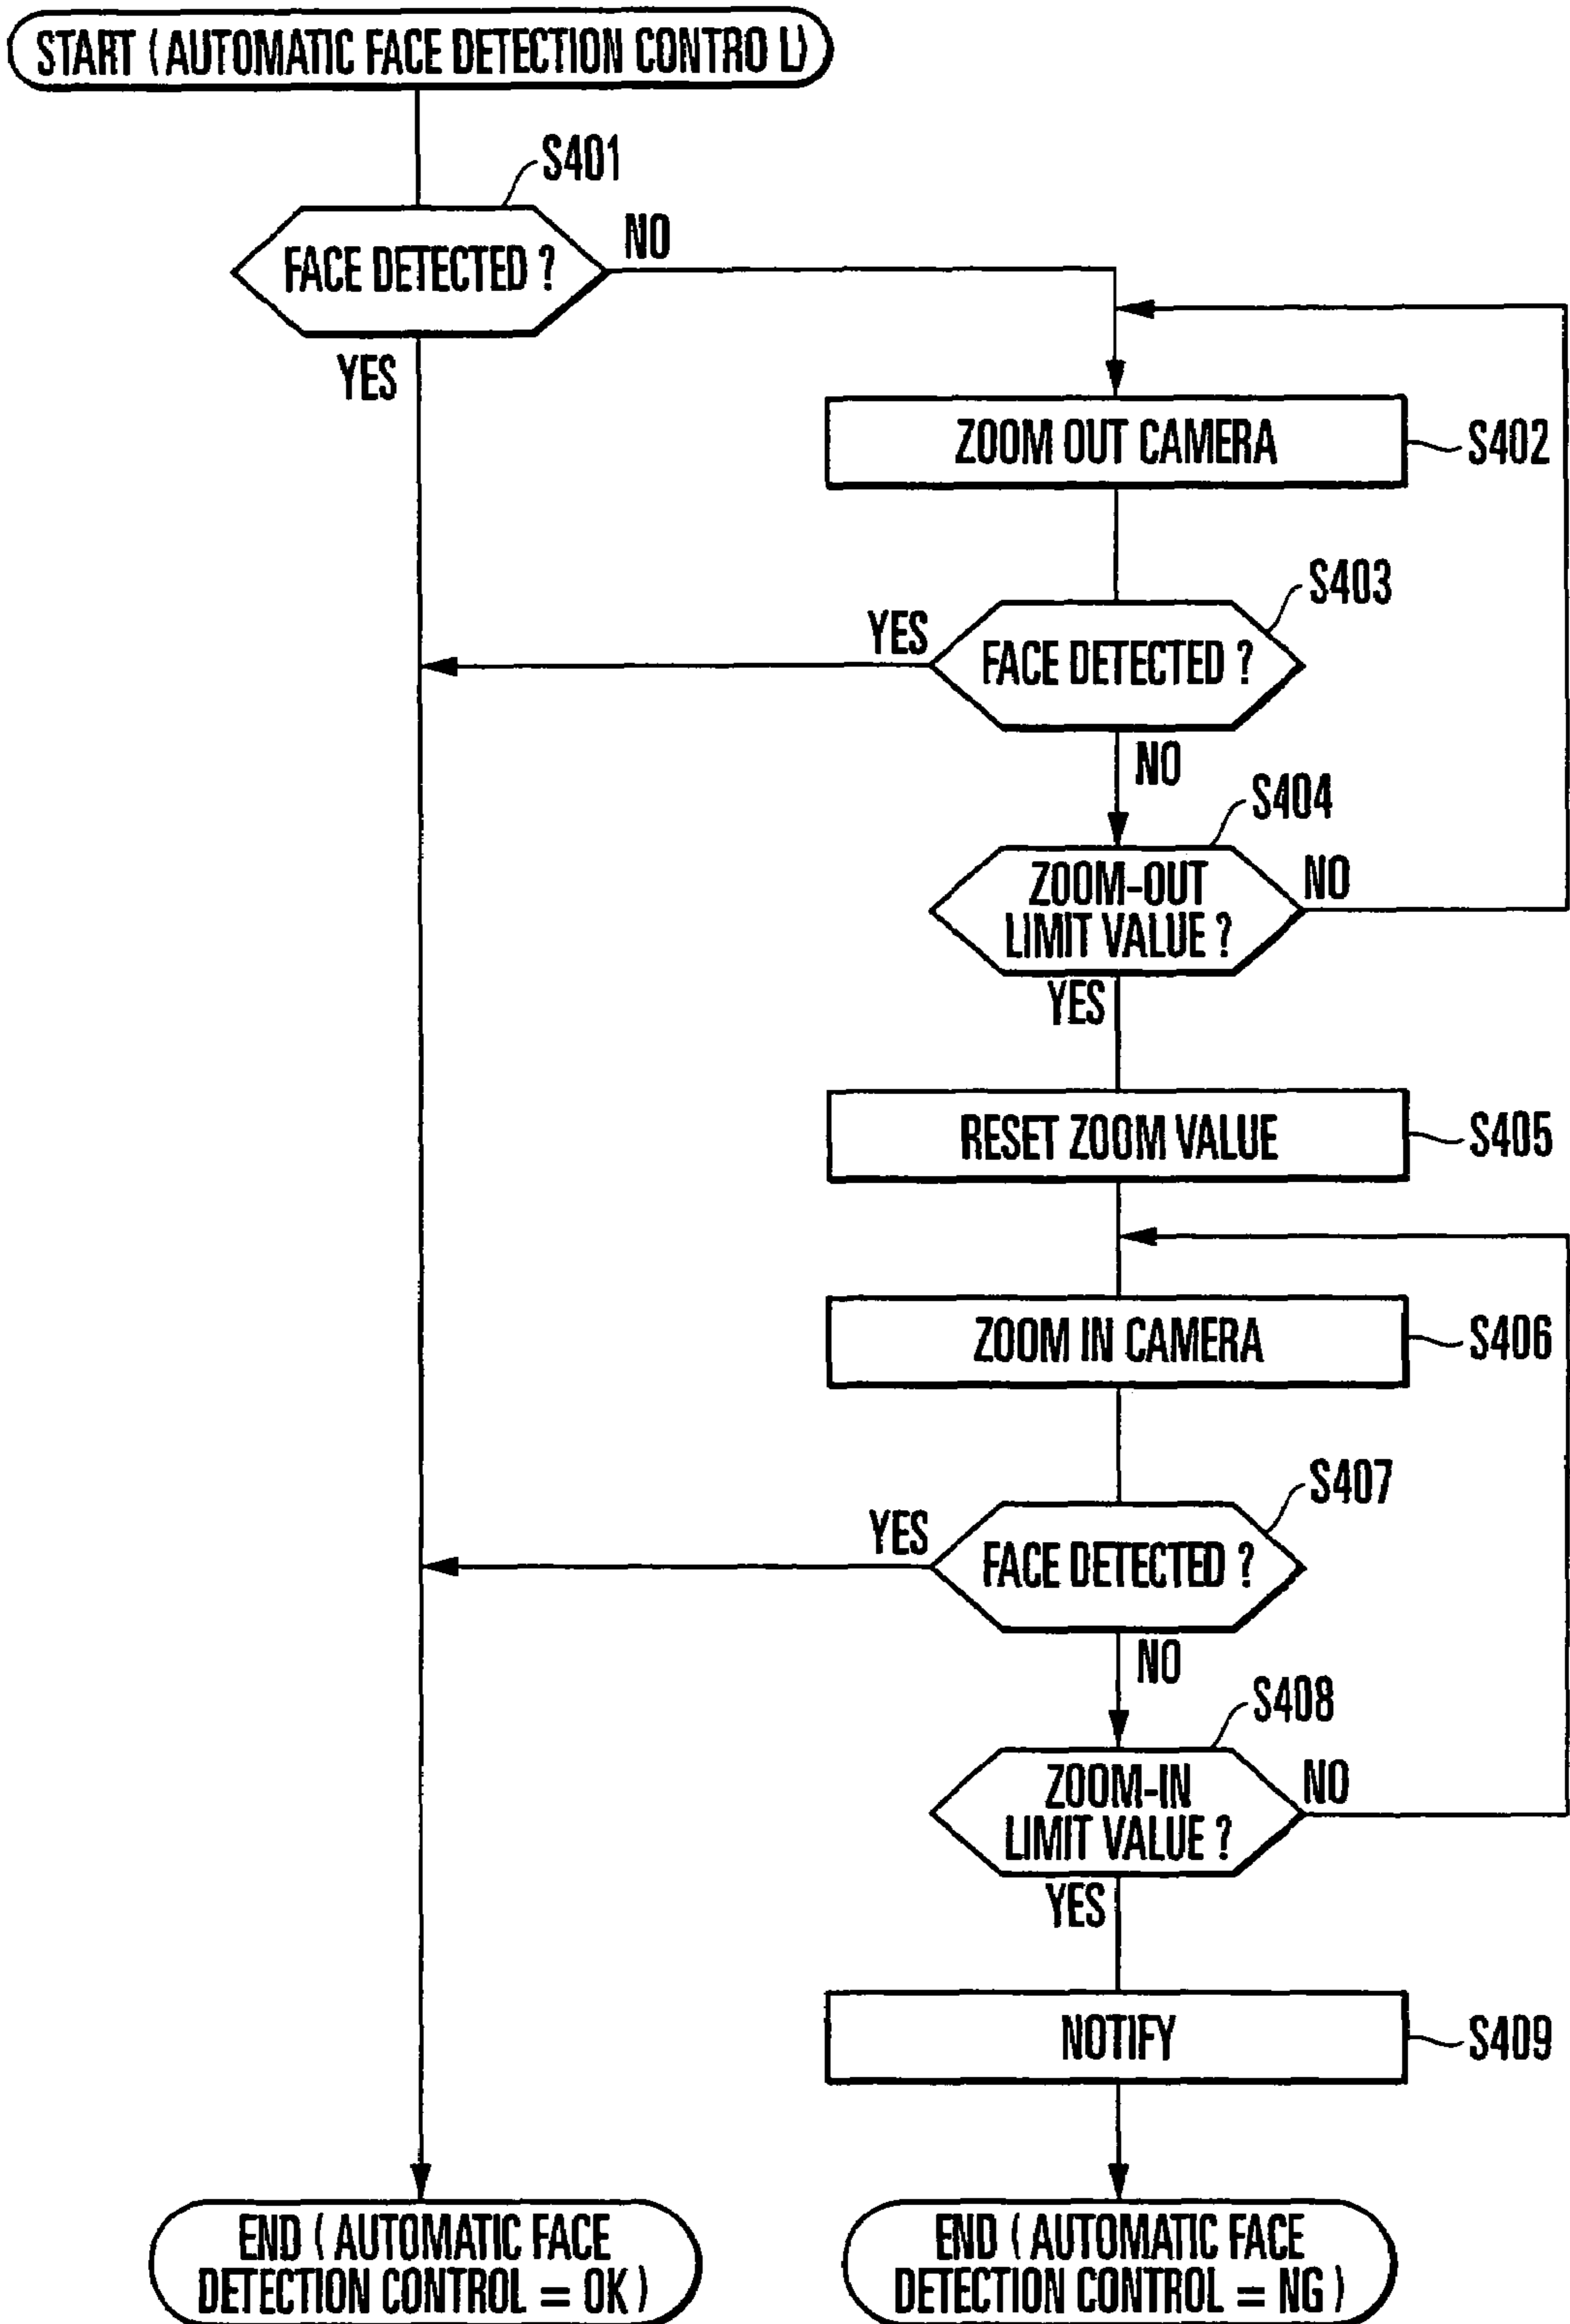 START (AUTOMATIC FACE DETECTION CONTRO L)
S401
FACE DETECTED ?
NO
YES
ZOOM OUT CAMERA
S402
S403
YES
FACE DETECTED ?
NO
S404
ZOOM-OUT
LIMIT VALUE ?
NO
YES
RESET ZOOM VALUE
S405
ZOOM IN CAMERA
S406
S407
YES
FACE DETECTED ?
NO
S408
ZOOM-IN
LIMIT VALUE ?
NO
YES
NOTIFY
S409
END ( AUTOMATIC FACE
DETECTION CONTROL = OK )
END ( AUTOMATIC FACE
DETECTION CONTROL = NG )